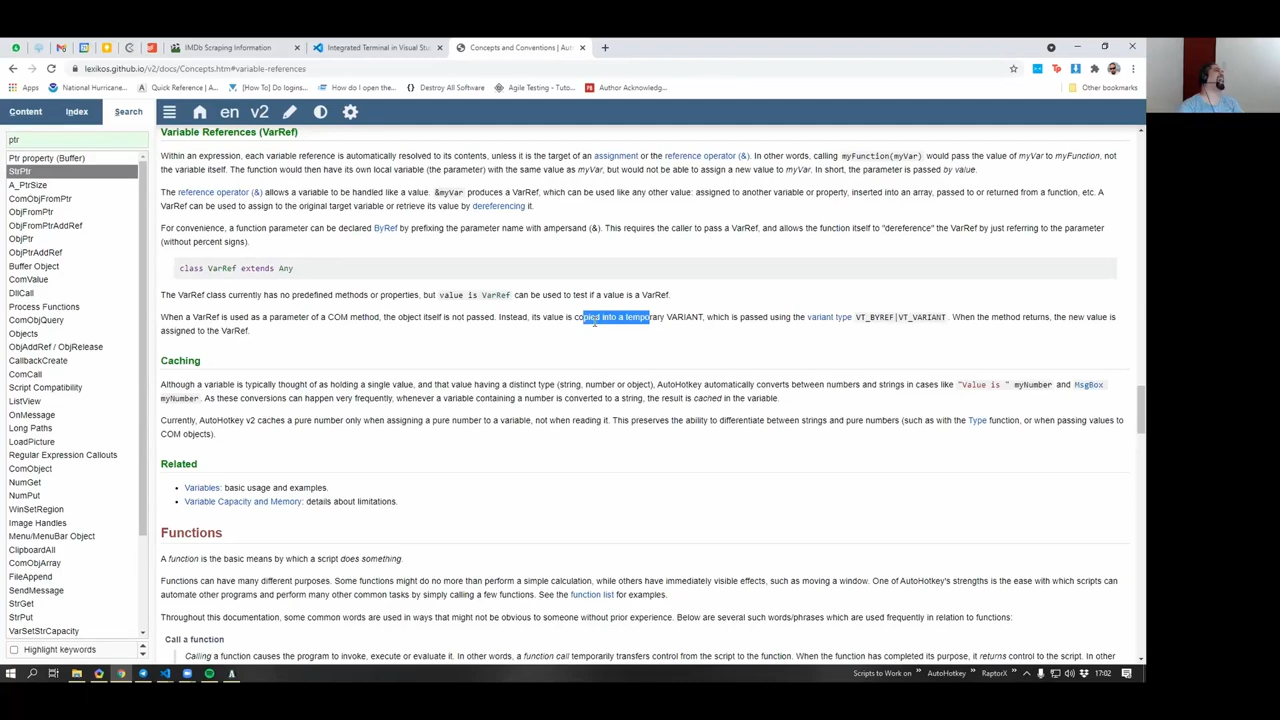 IMDb Scraping Information
Integrated Terminal in Visual Stu
Concepts and Conventions | Aut
lexikos.github.io/v2/docs/Concepts.htm#variable-references
Apps
National Hurricane...
Quick Reference | A...
[How To] Do logins...
How do I open the...
Destroy All Software
Agile Testing - Tuto...
Author Acknowledg...
Other bookmarks
Content
Index
Search
en
v2
ptr
Ptr property (Buffer)
StrPtr
A_PtrSize
ComObjFromPtr
ObjFromPtr
ObjFromPtrAddRef
ObjPtr
ObjPtrAddRef
Buffer Object
ComValue
DllCall
Process Functions
ComObjQuery
Objects
ObjAddRef / ObjRelease
CallbackCreate
ComCall
Script Compatibility
ListView
OnMessage
Long Paths
LoadPicture
Regular Expression Callouts
ComObject
NumGet
NumPut
WinSetRegion
Image Handles
Menu/MenuBar Object
ClipboardAll
ComObjArray
FileAppend
SendMessage
StrGet
StrPut
VarSetStrCapacity
Highlight keywords
Variable References (VarRef)
Within an expression, each variable reference is automatically resolved to its contents, unless it is the target of an assignment or the reference operator (&). In other words, calling myFunction(myVar) would pass the value of myVar to myFunction, not
the variable itself. The function would then have its own local variable (the parameter) with the same value as myVar, but would not be able to assign a new value to myVar. In short, the parameter is passed by value.
The reference operator (&) allows a variable to be handled like a value. &myVar produces a VarRef, which can be used like any other value: assigned to another variable or property, inserted into an array, passed to or returned from a function, etc. A
VarRef can be used to assign to the original target variable or retrieve its value by dereferencing it.
For convenience, a function parameter can be declared ByRef by prefixing the parameter name with ampersand (&). This requires the caller to pass a VarRef, and allows the function itself to "dereference" the VarRef by just referring to the parameter
(without percent signs).
class VarRef extends Any
The VarRef class currently has no predefined methods or properties, but value is VarRef can be used to test if a value is a VarRef.
When a VarRef is used as a parameter of a COM method, the object itself is not passed. Instead, its value is copied into a temporary VARIANT, which is passed using the variant type VT_BYREF|VT_VARIANT. When the method returns, the new value is
assigned to the VarRef.
Caching
Although a variable is typically thought of as holding a single value, and that value having a distinct type (string, number or object), AutoHotkey automatically converts between numbers and strings in cases like "Value is " myNumber and MsgBox
myNumber. As these conversions can happen very frequently, whenever a variable containing a number is converted to a string, the result is cached in the variable.
Currently, AutoHotkey v2 caches a pure number only when assigning a pure number to a variable, not when reading it. This preserves the ability to differentiate between strings and pure numbers (such as with the Type function, or when passing values to
COM objects).
Related
Variables: basic usage and examples.
Variable Capacity and Memory: details about limitations.
Functions
A function is the basic means by which a script does something.
Functions can have many different purposes. Some functions might do no more than perform a simple calculation, while others have immediately visible effects, such as moving a window. One of AutoHotkey's strengths is the ease with which scripts can
automate other programs and perform many other common tasks by simply calling a few functions. See the function list for examples.
Throughout this documentation, some common words are used in ways that might not be obvious to someone without prior experience. Below are several such words/phrases which are used frequently in relation to functions:
Call a function
Calling a function causes the program to invoke, execute or evaluate it. In other words, a function call temporarily transfers control from the script to the function. When the function has completed its purpose, it returns control to the script. In other
Scripts to Work on
AutoHotkey
RaptorX
17:02